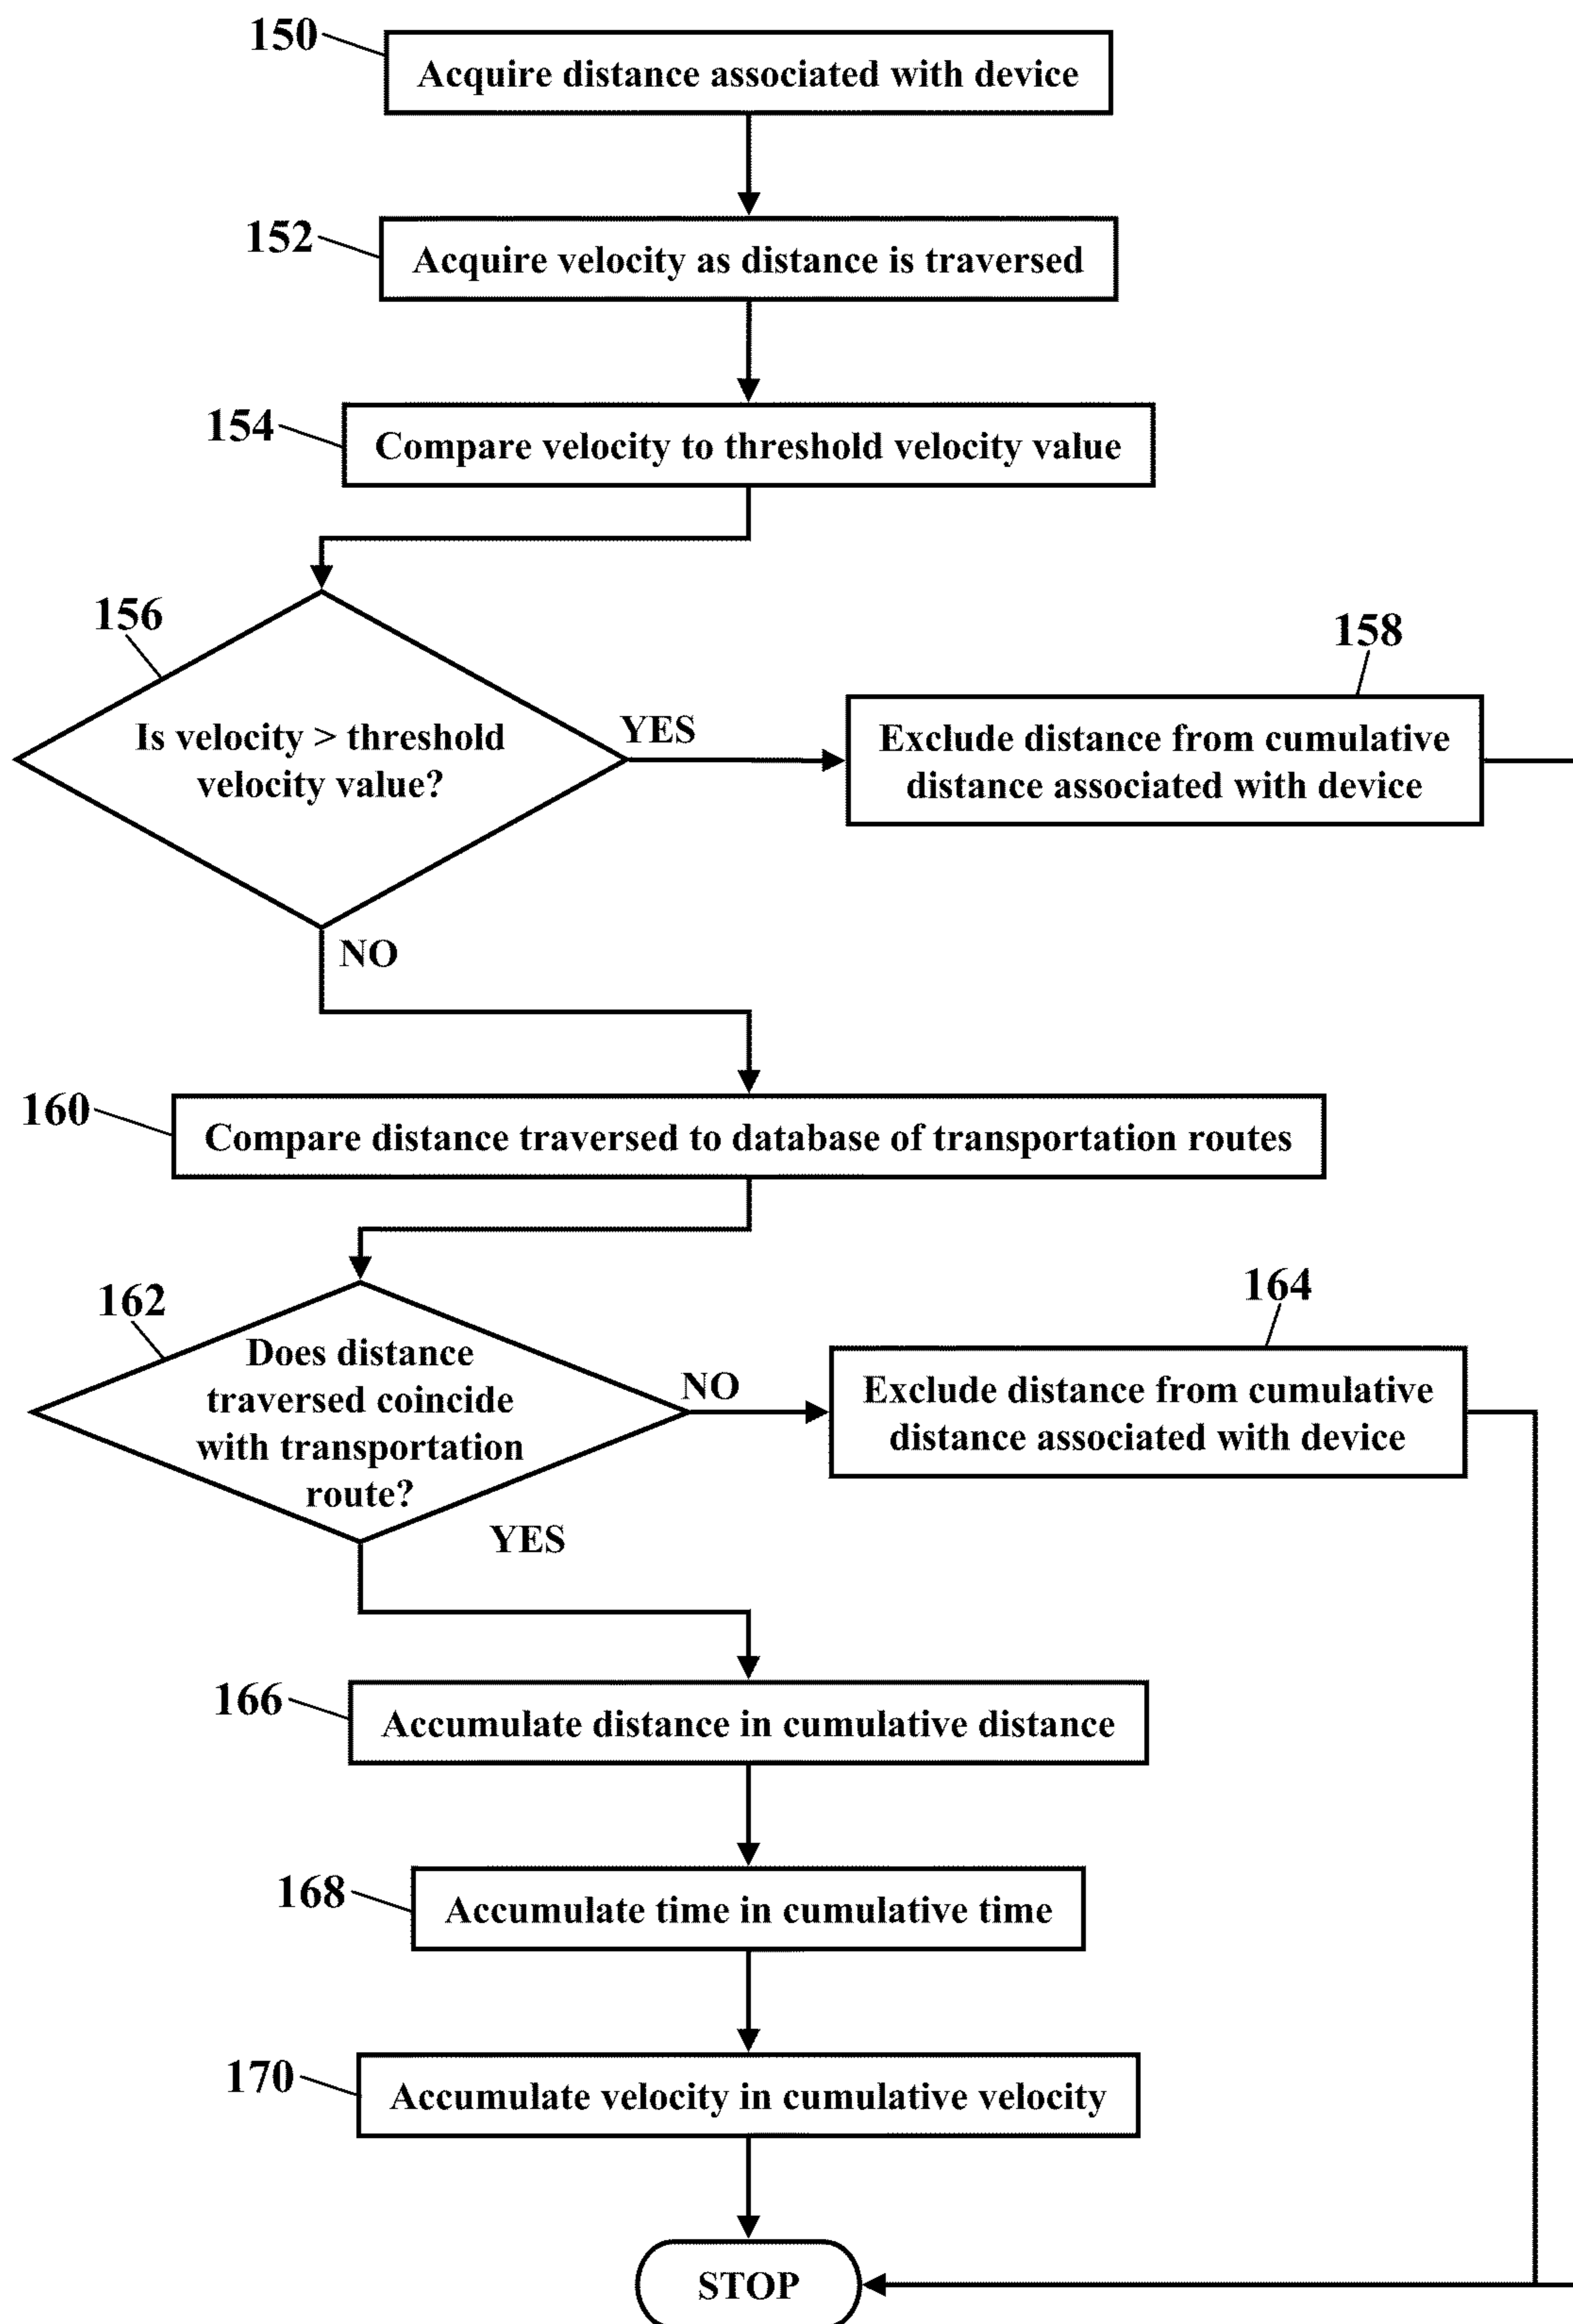 150
Acquire distance associated with device
152
Acquire velocity as distance is traversed
154
Compare velocity to threshold velocity value
156
Is velocity > threshold
velocity value?
YES
158
Exclude distance from cumulative
distance associated with device
NO
160
Compare distance traversed to database of transportation routes
162
Does distance
traversed coincide
with transportation
route?
NO
164
Exclude distance from cumulative
distance associated with device
YES
166
Accumulate distance in cumulative distance
168
Accumulate time in cumulative time
170
Accumulate velocity in cumulative velocity
STOP